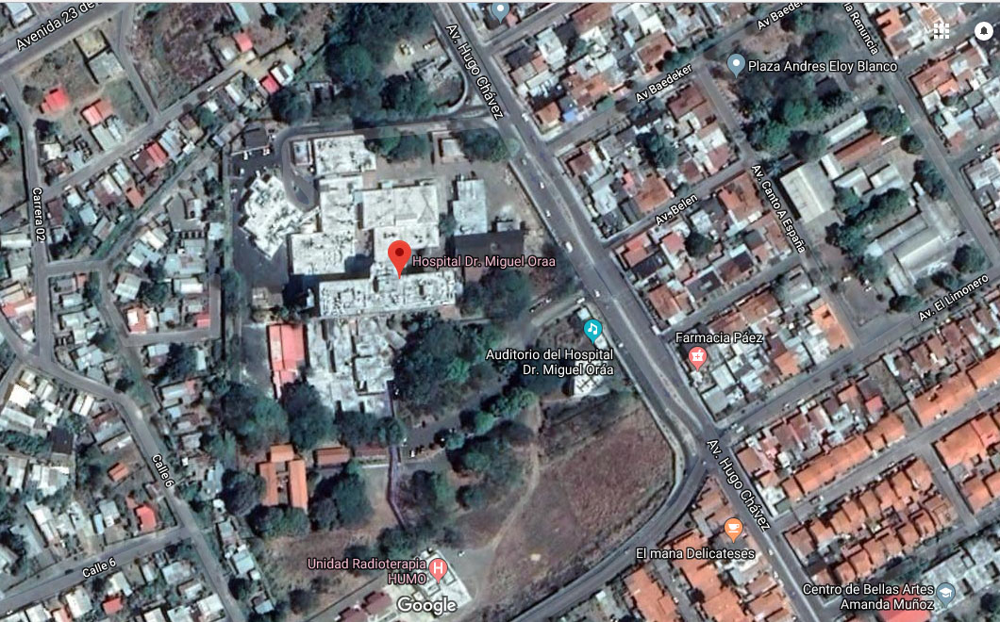 Avenida 23 de
Av. Hugo Chávez
Av Baedeker
la Renuncia
Plaza Andres Eloy Blanco
Av Baedeker
Carrera 02
Av. Belen
Av. Canto A España
Hospital Dr. Miguel Oraa
Av. El Limonero
Farmacia Páez
Auditorio del Hospital
Dr. Miguel Oraa
Calle 6
Av. Hugo Chávez
El mana Delicateses
Calle 6
Unidad Radioterapia
HUMO
H
Centro de Bellas Artes
Amanda Muñoz
Google